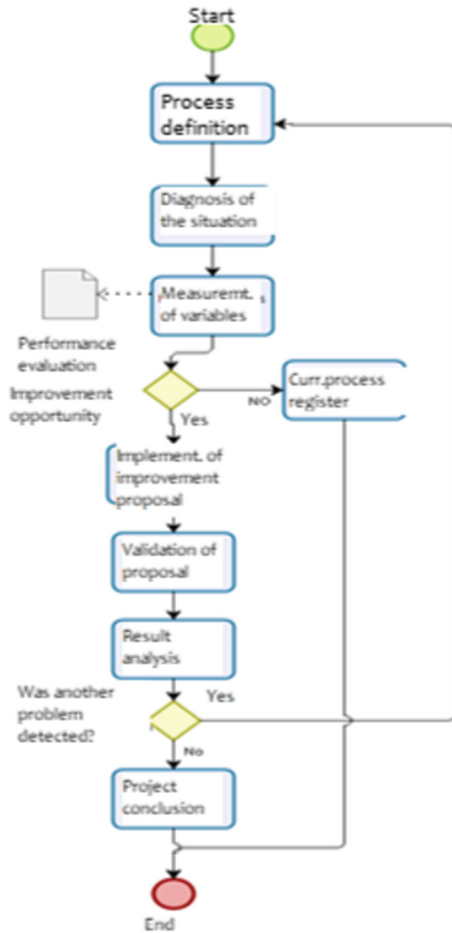 Start
Process
definition
Diagnosis of
the situation
Measuremt. s
of variables
Performance
evaluation
Improvement
opportunity
NO
Curr.process
register
Yes
Implement. of
improvement
proposal
Validation of
proposal
Result
analysis
Was another
problem
detected?
Yes
No
Project
conclusion
End